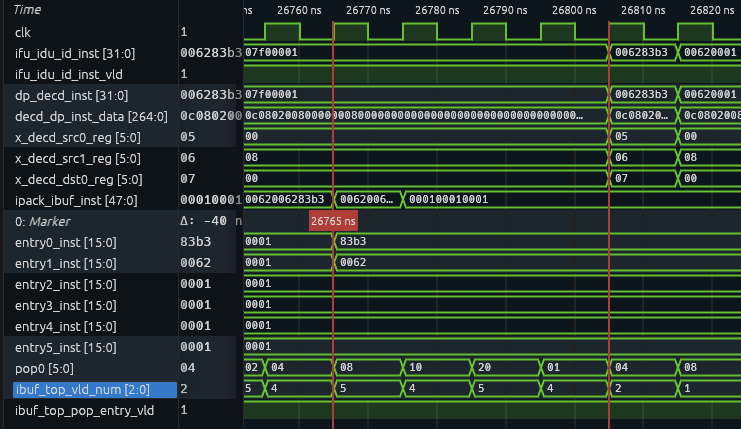 Time ns 26760 ns 26770 ns 26780 ns 26790 ns 26800 ns 26810 ns 26820 ns
clk 1
ifu_idu_id_inst [31:0] 006283b3 07f00001 006283b3 00620001
ifu_idu_id_inst_vld 1
dp_decd_inst [31:0] 006283b3 07f00001 006283b3 00620001
decd_dp_inst_data [264:0] 0c0802000 0c08020... 0c0802008
x_decd_src0_reg [5:0] 05 00 05 00
x_decd_src1_reg [5:0] 06 08 06 08
x_decd_dst0_reg [5:0] 07 00 07 00
ipack_ibuf_inst [47:0] 00010001 0062006283b3 0062006... 000100010001
0: Marker Δ: -40 n 26765 ns
entry0_inst [15:0] 83b3 0001 83b3
entry1_inst [15:0] 0062 0001 0062
entry2_inst [15:0] 0001 0001
entry3_inst [15:0] 0001 0001
entry4_inst [15:0] 0001 0001
entry5_inst [15:0] 0001 0001
pop0 [5:0] 04 02 04 08 10 20 01 04 08
ibuf_top_vld_num [2:0] 2 5 4 5 4 5 4 2 1
ibuf_top_pop_entry_vld 1